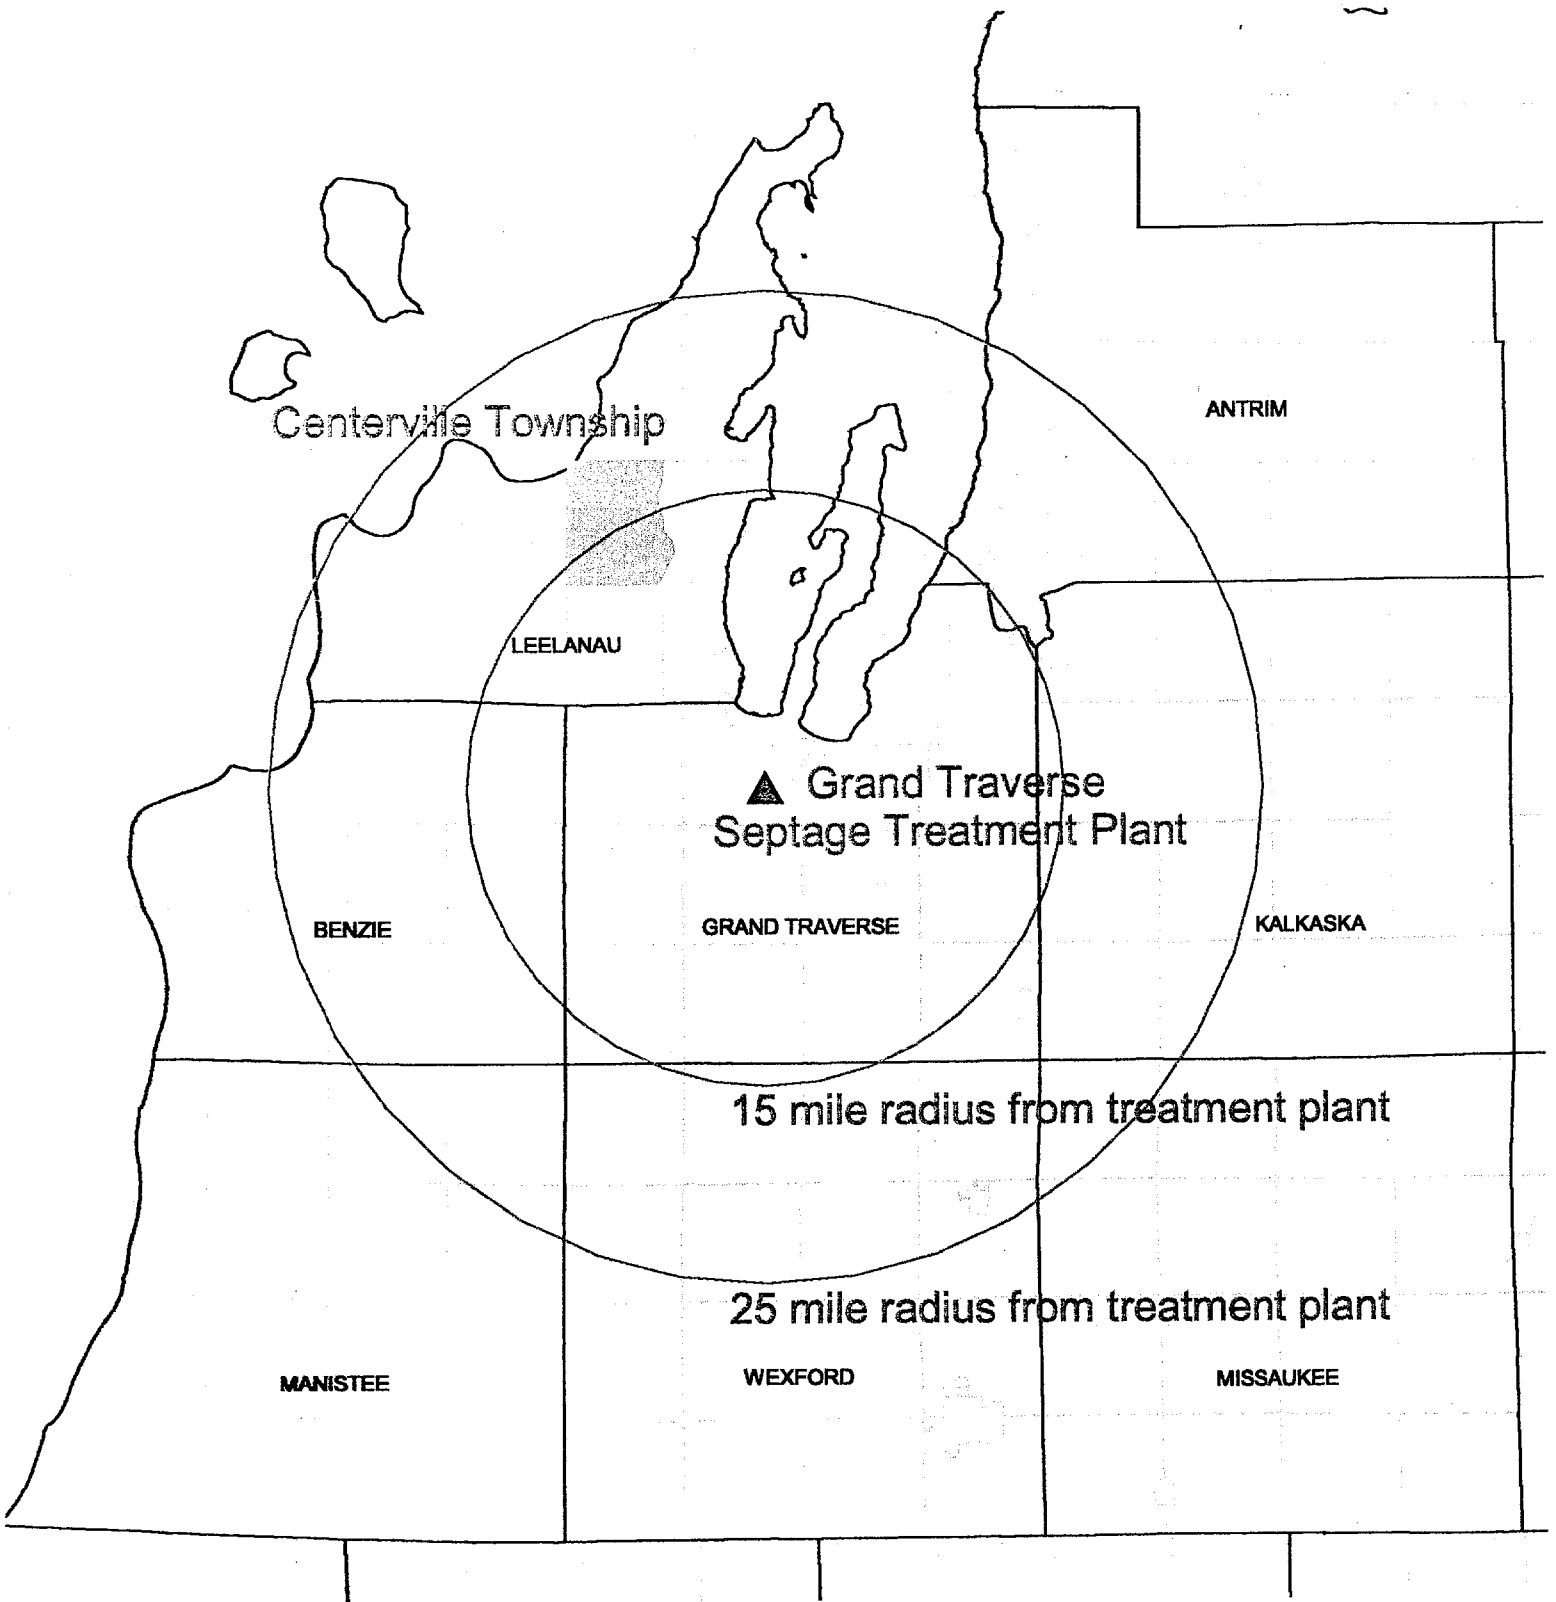 Centerville Township
ANTRIM
LEELANAU
Grand Traverse
Septage Treatment Plant
BENZIE
GRAND TRAVERSE
KALKASKA
15 mile radius from treatment plant
25 mile radius from treatment plant
MANISTEE
WEXFORD
MISSAUKEE